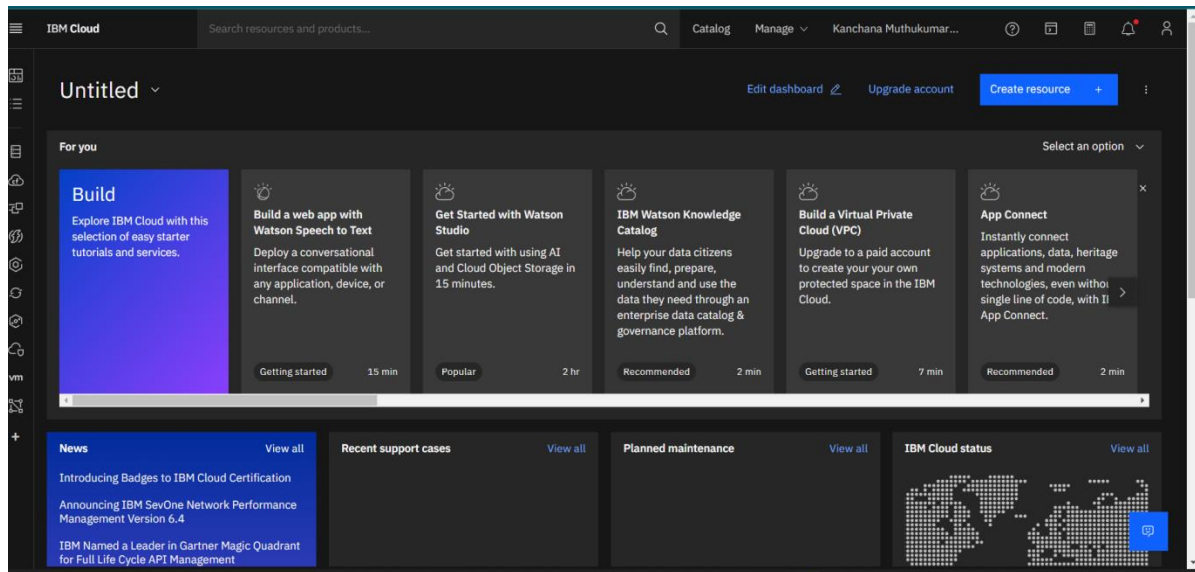 IBM Cloud
Search resources and products...
Catalog
Manage
Kanchana Muthukumar...
Untitled
Edit dashboard
Upgrade account
Create resource +
For you
Select an option
Build
Explore IBM Cloud with this
selection of easy starter
tutorials and services.
Build a web app with
Watson Speech to Text
Deploy a conversational
interface compatible with
any application, device, or
channel.
Getting started
15 min
Get Started with Watson
Studio
Get started with using AI
and Cloud Object Storage in
15 minutes.
Popular
2 hr
IBM Watson Knowledge
Catalog
Help your data citizens
easily find, prepare,
understand and use the
data they need through an
enterprise data catalog &
governance platform.
Recommended
2 min
Build a Virtual Private
Cloud (VPC)
Upgrade to a paid account
to create your your own
protected space in the IBM
Cloud.
Getting started
7 min
App Connect
Instantly connect
applications, data, heritage
systems and modern
technologies, even withou
single line of code, with I
App Connect.
Recommended
2 min
vm
News
View all
Introducing Badges to IBM Cloud Certification
Announcing IBM SevOne Network Performance
Management Version 6.4
IBM Named a Leader in Gartner Magic Quadrant
for Full Life Cycle API Management
Recent support cases
View all
Planned maintenance
View all
IBM Cloud status
View all